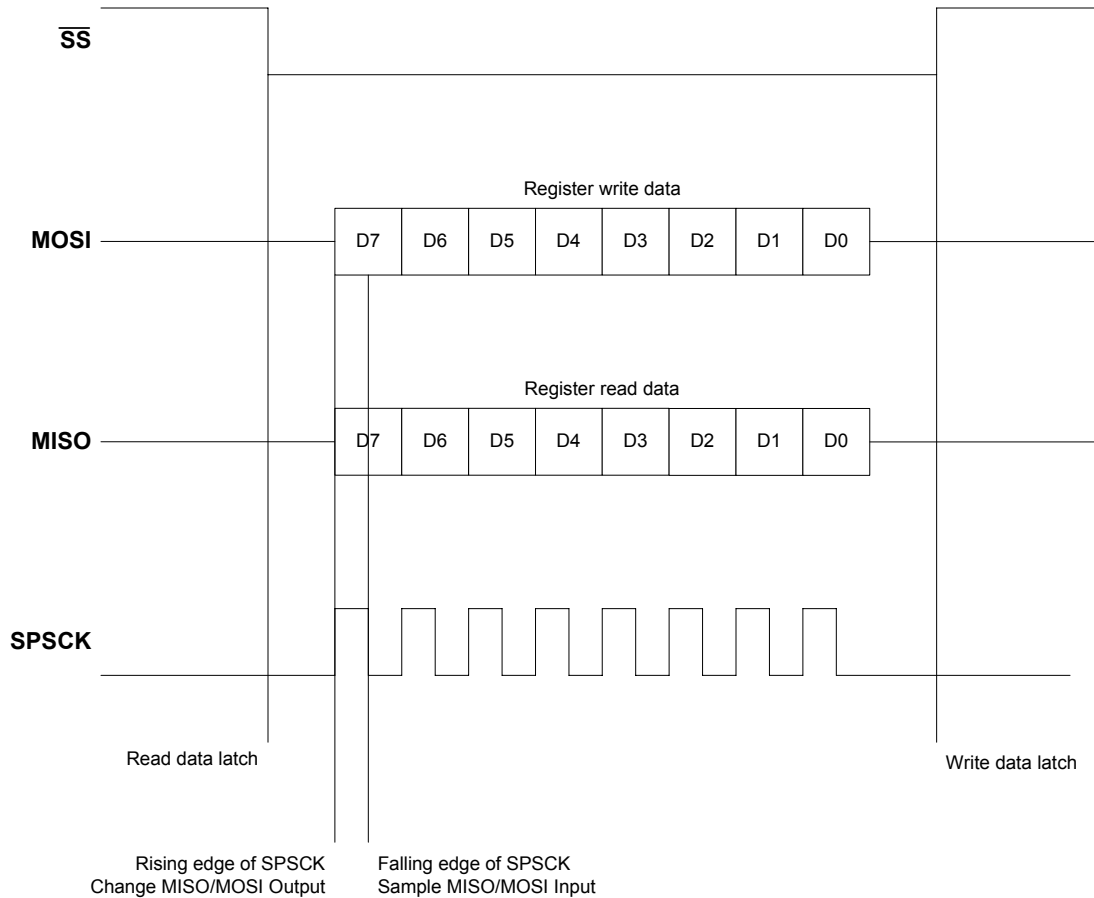 SS
Register write data
MOSI
D7 D6 D5 D4 D3 D2 D1 D0
Register read data
MISO
D7 D6 D5 D4 D3 D2 D1 D0
SPSCK
Read data latch
Write data latch
Rising edge of SPSCK
Change MISO/MOSI Output
Falling edge of SPSCK
Sample MISO/MOSI Input